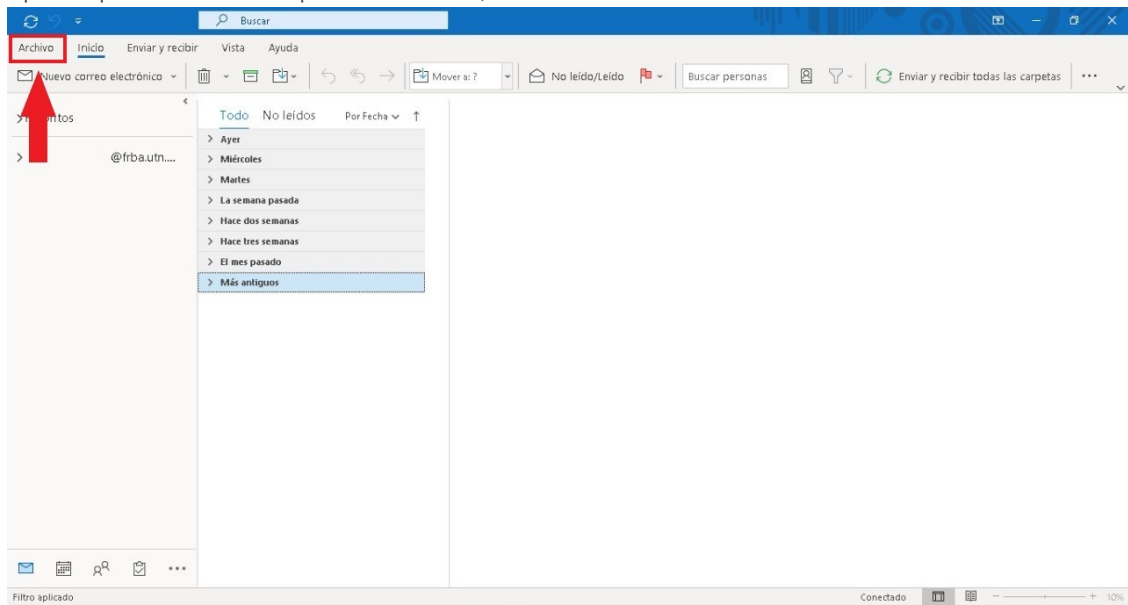 Buscar
Archivo Inicio Enviar y recibir Vista Ayuda
Nuevo correo electrónico Mover a: ? No leído/Leído Buscar personas Enviar y recibir todas las carpetas ...
Todo No leídos Por Fecha
@frba.utn....
Ayer
Miércoles
Martes
La semana pasada
Hace dos semanas
Hace tres semanas
El mes pasado
Más antiguos
Filtro aplicado Conectado 10%